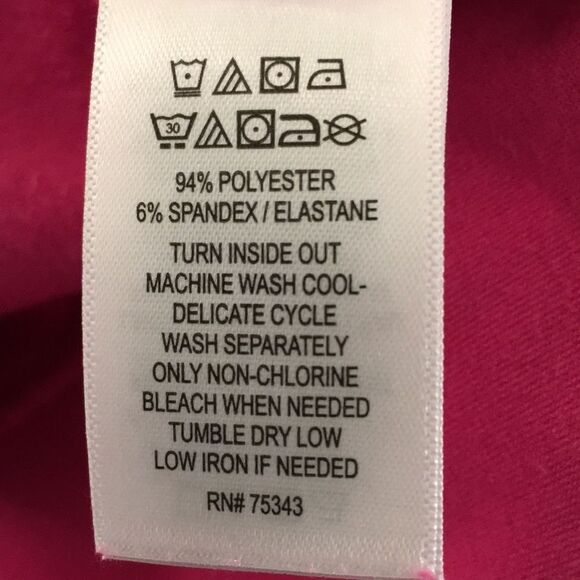 30
94% POLYESTER
6% SPANDEX / ELASTANE
TURN INSIDE OUT
MACHINE WASH COOL-
DELICATE CYCLE
WASH SEPARATELY
ONLY NON-CHLORINE
BLEACH WHEN NEEDED
TUMBLE DRY LOW
LOW IRON IF NEEDED
RN# 75343